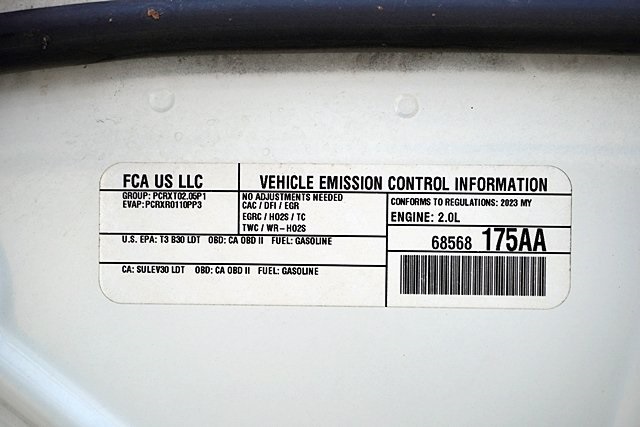 FCA US LLC
GROUP: PCRXT02.05P1
EVAP: PCRXR0110PP3
VEHICLE EMISSION CONTROL INFORMATION
NO ADJUSTMENTS NEEDED
CAC / DFI / EGR
EGRC / HO2S / TC
TWC / WR-HO2S
CONFORMS TO REGULATIONS: 2023 MY
ENGINE: 2.0L
U.S. EPA: T3 B30 LDT OBD: CA OBD II FUEL: GASOLINE
68568 175AA
CA: SULEV30 LDT OBD: CA OBD II FUEL: GASOLINE